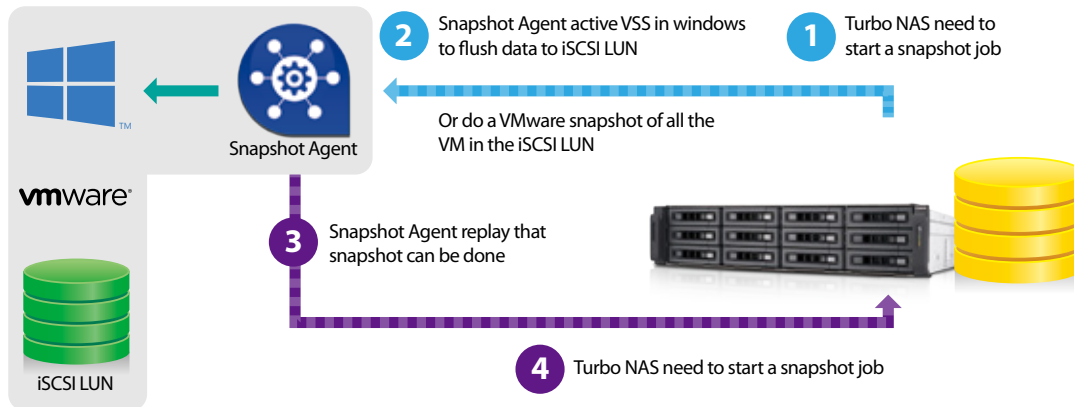 1
Turbo NAS need to
start a snapshot job
2
Snapshot Agent active VSS in windows
to flush data to iSCSI LUN
Or do a VMware snapshot of all the
VM in the iSCSI LUN
TM
Snapshot Agent
vmware®
iSCSI LUN
3
Snapshot Agent replay that
snapshot can be done
4
Turbo NAS need to start a snapshot job